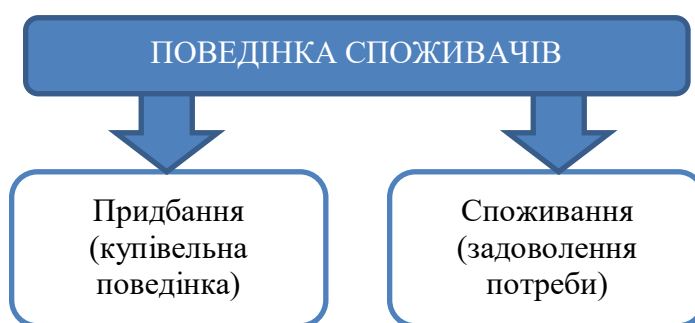 ПОВЕДІНКА СПОЖИВАЧІВ
Придбання
(купівельна
поведінка)
Споживання
(задоволення
потреби)